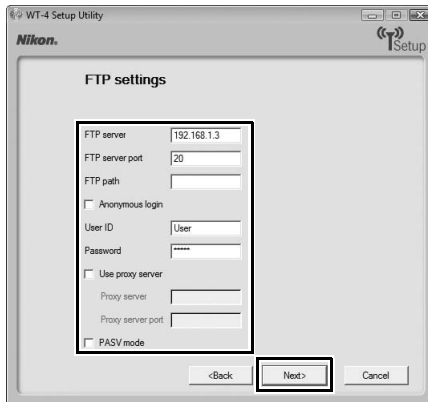 WT-4 Setup Utility
Nikon.
Setup
FTP settings
FTP server 192.168.1.3
FTP server port 20
FTP path
Anonymous login
User ID User
Password *****
Use proxy server
Proxy server
Proxy server port
PASV mode
<Back Next> Cancel